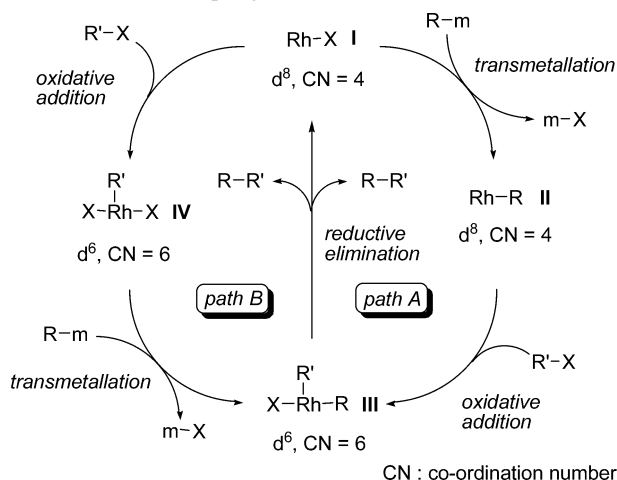 R'–X
Rh–X I
R–m
oxidative
addition
d⁸, CN = 4
transmetallation
m–X
R'
X–Rh–X IV
d⁶, CN = 6
R–R'
R–R'
reductive
elimination
Rh–R II
d⁸, CN = 4
path B
path A
R–m
transmetallation
m–X
R'
X–Rh–R III
d⁶, CN = 6
R'–X
oxidative
addition
CN : co-ordination number